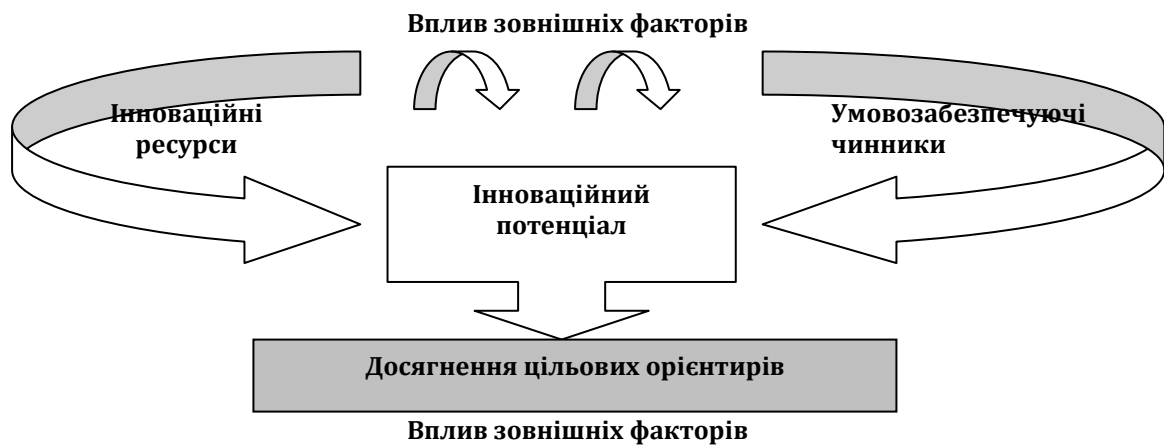 Вплив зовнішніх факторів
Інноваційні
ресурси
Умовозабезпечуючі
чинники
Інноваційний
потенціал
Досягнення цільових орієнтирів
Вплив зовнішніх факторів